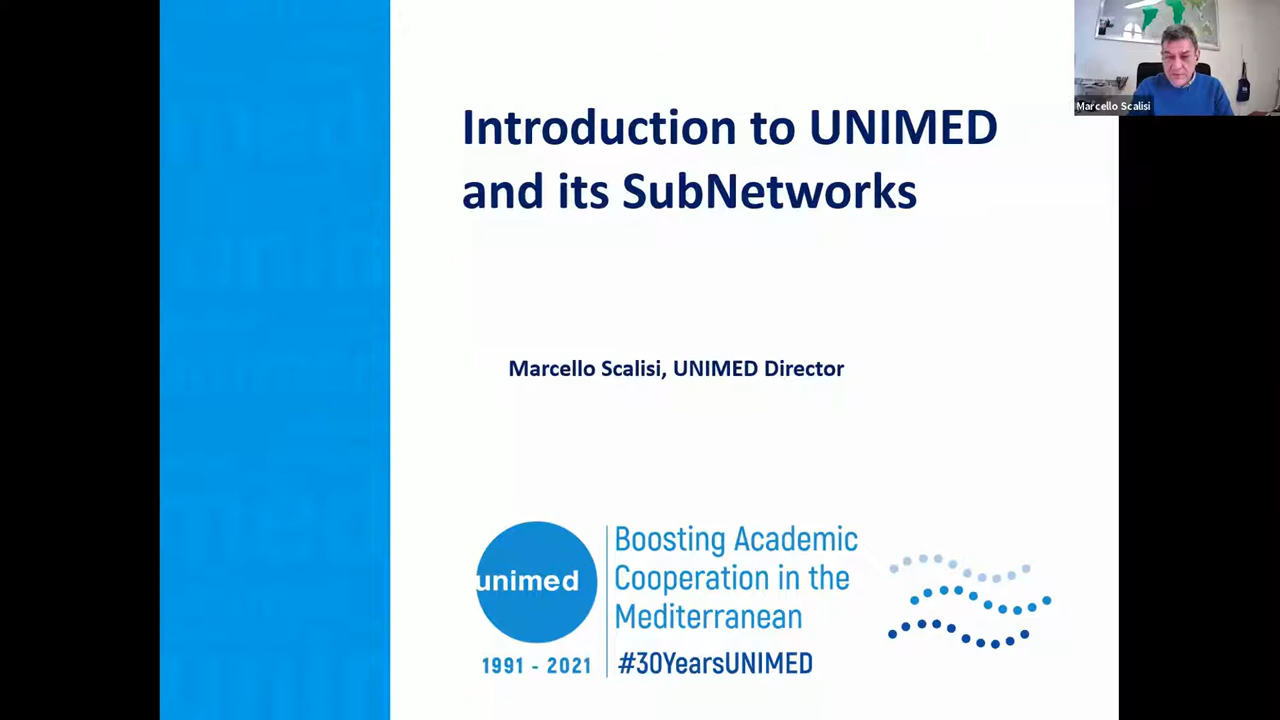 Introduction to UNIMED
and its SubNetworks
Marcello Scalisi
Marcello Scalisi, UNIMED Director
unimed
1991 - 2021
Boosting Academic
Cooperation in the
Mediterranean
#30YearsUNIMED